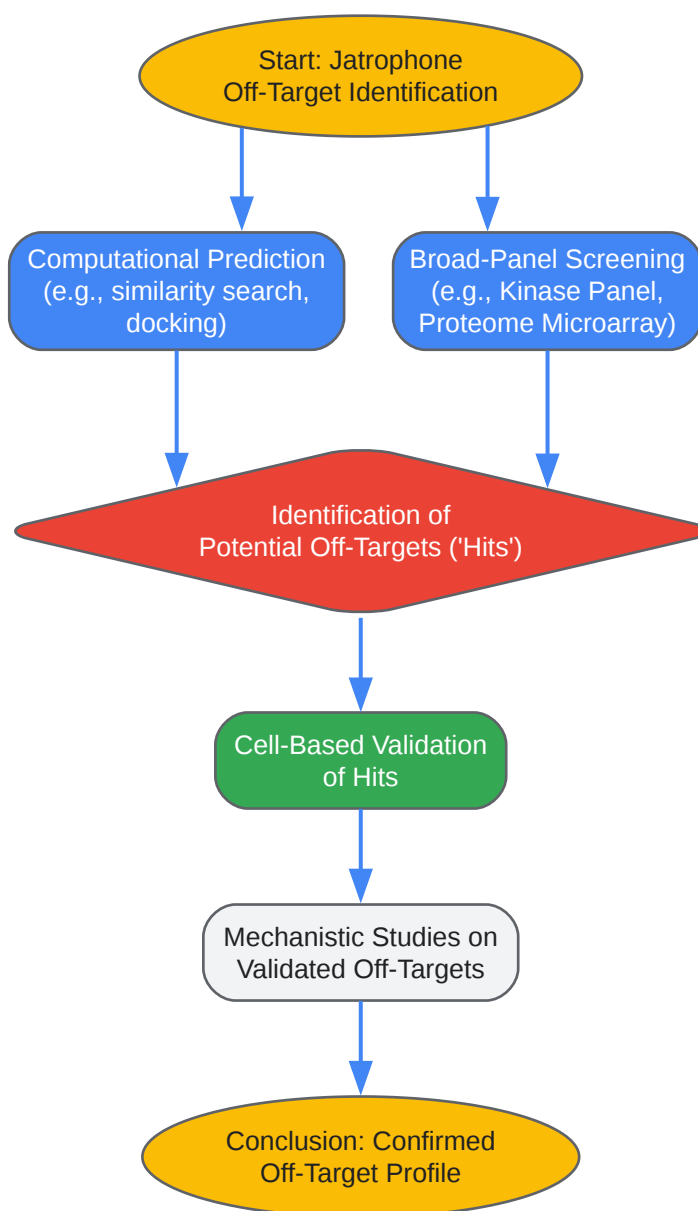 Start: Jatrophone
Off-Target Identification
Computational Prediction
(e.g., similarity search,
docking)
Broad-Panel Screening
(e.g., Kinase Panel,
Proteome Microarray)
Identification of
Potential Off-Targets ('Hits')
Cell-Based Validation
of Hits
Mechanistic Studies on
Validated Off-Targets
Conclusion: Confirmed
Off-Target Profile